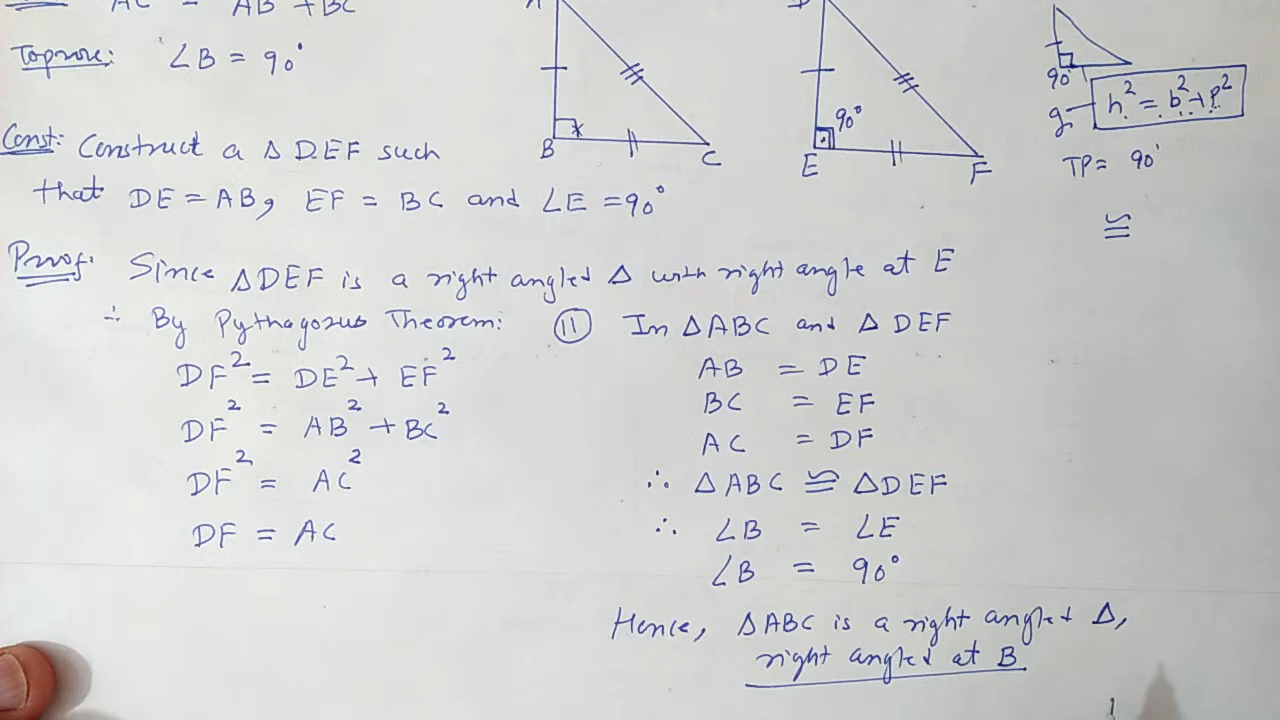 AC AB + BC
To prove: ∠B = 90°
Const: Construct a Δ DEF such
that DE = AB, EF = BC and ∠E = 90°
B
C
D
E
90°
F
90°
h² = b² + p²
TP = 90°
≅
Proof: Since ΔDEF is a right angled Δ with right angle at E
∴ By Pythagorus Theorem:
DF² = DE² + EF²
DF² = AB² + BC²
DF² = AC²
DF = AC
(11) In ΔABC and Δ DEF
AB = DE
BC = EF
AC = DF
∴ ΔABC ≅ ΔDEF
∴ ∠B = ∠E
∠B = 90°
Hence, ΔABC is a right angled Δ,
right angled at B